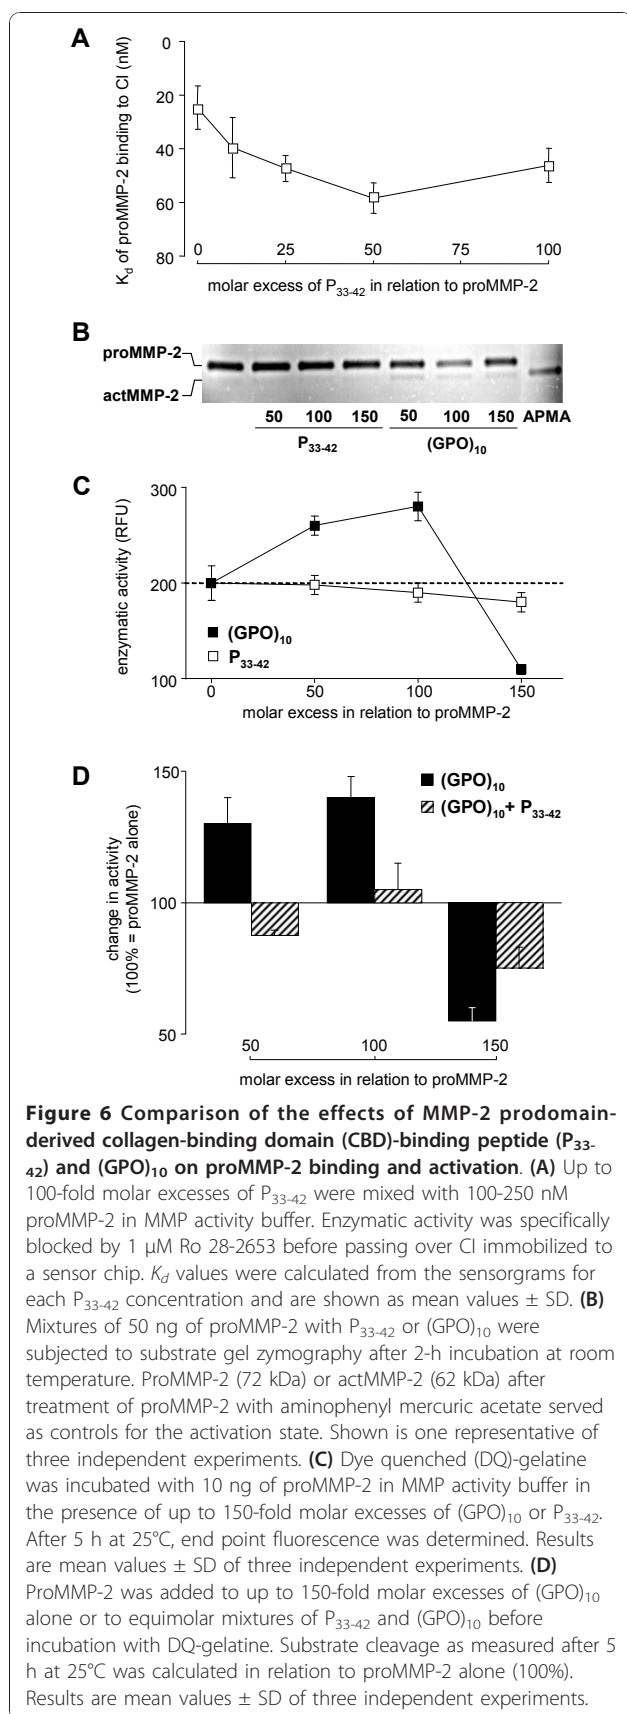 A
K_d of proMMP-2 binding to CI (nM)
0
20
40
60
80
0 25 50 75 100
molar excess of P33-42 in relation to proMMP-2
B
proMMP-2
actMMP-2
50 100 150 50 100 150 APMA
P33-42 (GPO)10
C
enzymatic activity (RFU)
300
200
100
(GPO)10
P33-42
0 50 100 150
molar excess in relation to proMMP-2
D
change in activity
(100% = proMMP-2 alone)
150
100
50
(GPO)10
(GPO)10+ P33-42
50 100 150
molar excess in relation to proMMP-2
Figure 6 Comparison of the effects of MMP-2 prodomain-
derived collagen-binding domain (CBD)-binding peptide (P33-
42) and (GPO)10 on proMMP-2 binding and activation. (A) Up to
100-fold molar excesses of P33-42 were mixed with 100-250 nM
proMMP-2 in MMP activity buffer. Enzymatic activity was specifically
blocked by 1 μM Ro 28-2653 before passing over CI immobilized to
a sensor chip. Kd values were calculated from the sensorgrams for
each P33-42 concentration and are shown as mean values ± SD. (B)
Mixtures of 50 ng of proMMP-2 with P33-42 or (GPO)10 were
subjected to substrate gel zymography after 2-h incubation at room
temperature. ProMMP-2 (72 kDa) or actMMP-2 (62 kDa) after
treatment of proMMP-2 with aminophenyl mercuric acetate served
as controls for the activation state. Shown is one representative of
three independent experiments. (C) Dye quenched (DQ)-gelatine
was incubated with 10 ng of proMMP-2 in MMP activity buffer in
the presence of up to 150-fold molar excesses of (GPO)10 or P33-42.
After 5 h at 25°C, end point fluorescence was determined. Results
are mean values ± SD of three independent experiments. (D)
ProMMP-2 was added to up to 150-fold molar excesses of (GPO)10
alone or to equimolar mixtures of P33-42 and (GPO)10 before
incubation with DQ-gelatine. Substrate cleavage as measured after 5
h at 25°C was calculated in relation to proMMP-2 alone (100%).
Results are mean values ± SD of three independent experiments.